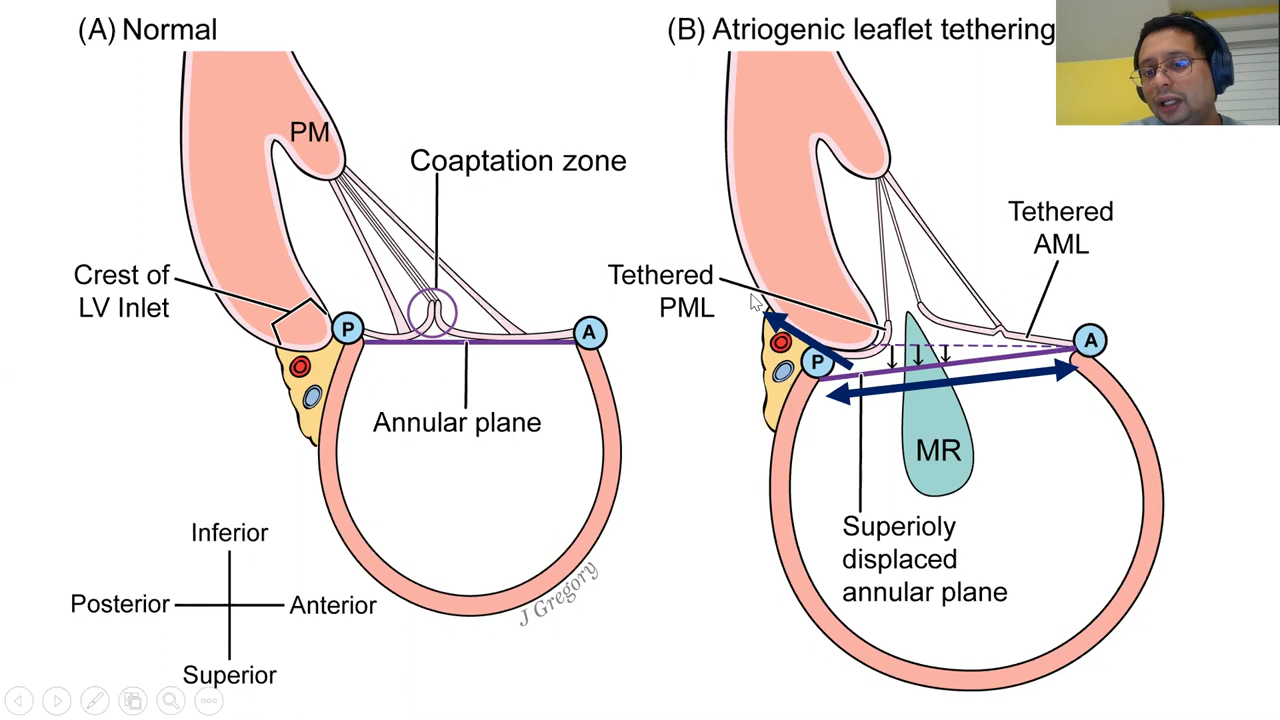 (A) Normal
PM
Coaptation zone
Crest of
LV Inlet
P
A
Annular plane
Inferior
Posterior
Anterior
Superior
J Gregory
(B) Atriogenic leaflet tethering
Tethered
AML
Tethered
PML
P
A
MR
Superioly
displaced
annular plane